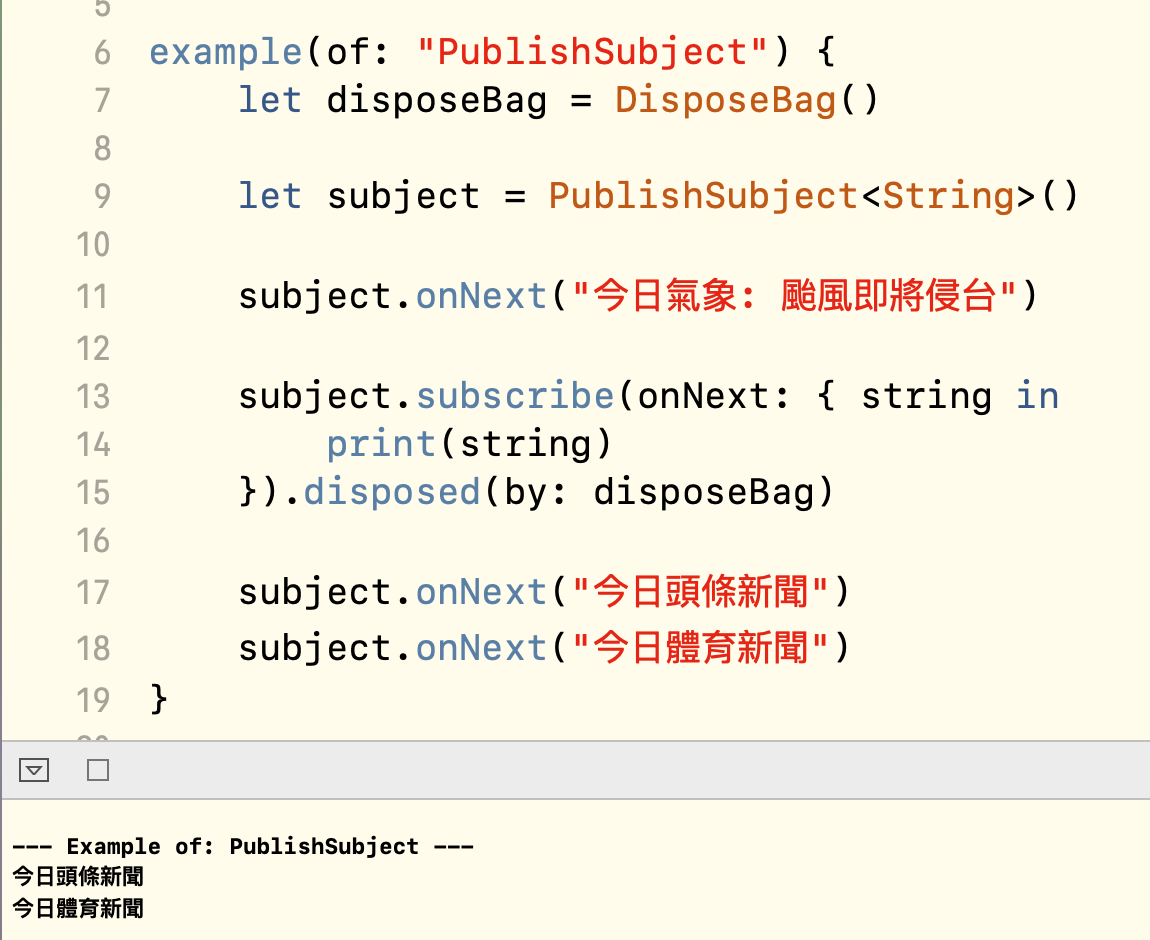 5
6 example(of: "PublishSubject") {
7     let disposeBag = DisposeBag()
8
9     let subject = PublishSubject<String>()
10
11     subject.onNext("今日氣象: 颱風即將侵台")
12
13     subject.subscribe(onNext: { string in
14         print(string)
15     }).disposed(by: disposeBag)
16
17     subject.onNext("今日頭條新聞")
18     subject.onNext("今日體育新聞")
19 }
--- Example of: PublishSubject ---
今日頭條新聞
今日體育新聞